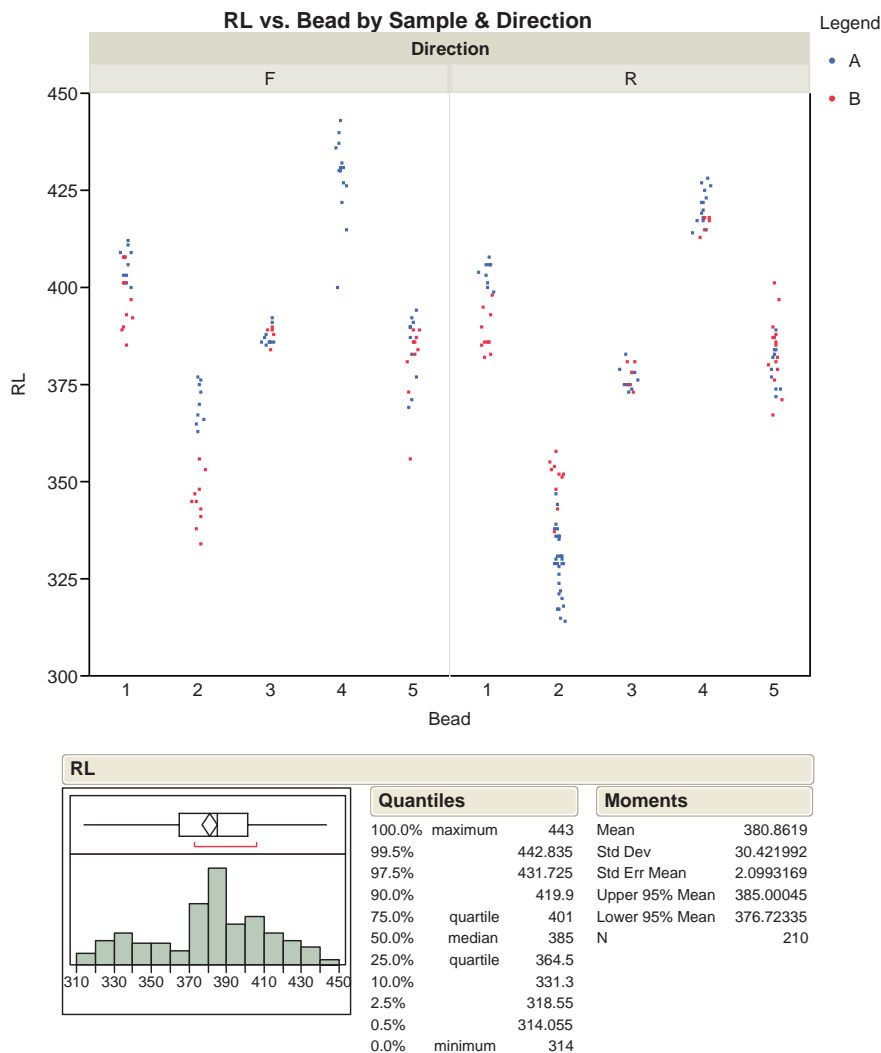 RL vs. Bead by Sample & Direction
Legend
A
B
Direction
F R
450
425
400
375
350
325
300
RL
1 2 3 4 5 1 2 3 4 5
Bead
RL
310 330 350 370 390 410 430 450
Quantiles
100.0% maximum 443
99.5% 442.835
97.5% 431.725
90.0% 419.9
75.0% quartile 401
50.0% median 385
25.0% quartile 364.5
10.0% 331.3
2.5% 318.55
0.5% 314.055
0.0% minimum 314
Moments
Mean 380.8619
Std Dev 30.421992
Std Err Mean 2.0993169
Upper 95% Mean 385.00045
Lower 95% Mean 376.72335
N 210